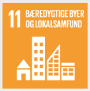 11 BÆREDYGTIGE BYER
OG LOKALSAMFUND